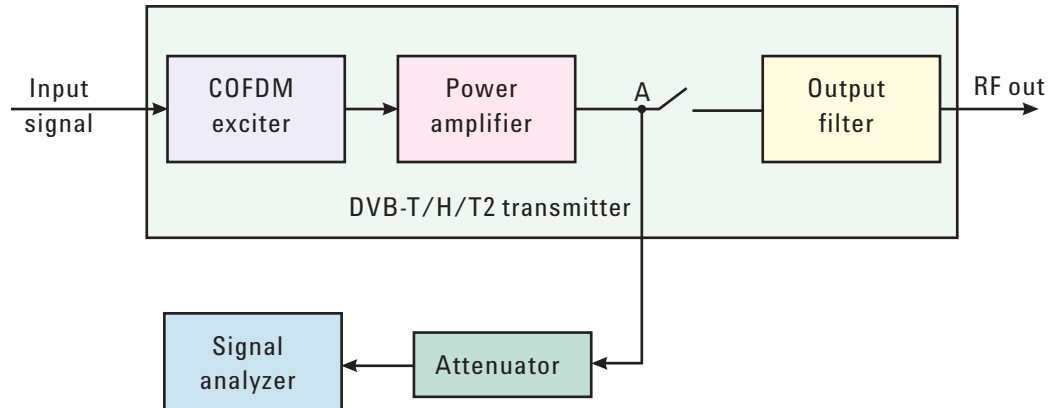 Input
signal
COFDM
exciter
Power
amplifier
A
Output
filter
RF out
DVB-T/H/T2 transmitter
Signal
analyzer
Attenuator